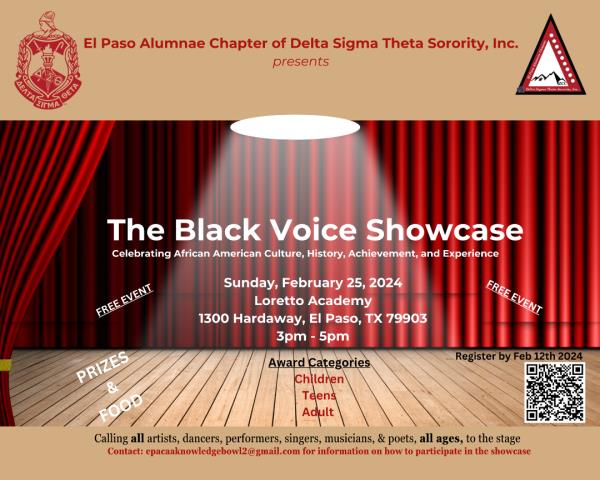 El Paso Alumnae Chapter of Delta Sigma Theta Sorority, Inc.
presents
ΔΣΘ
DELTA SIGMA THETA
The Black Voice Showcase
Celebrating African American Culture, History, Achievement, and Experience
Sunday, February 25, 2024
Loretto Academy
1300 Hardaway, El Paso, TX 79903
3pm - 5pm
FREE EVENT
FREE EVENT
PRIZES
&
FOOD
Award Categories
Children
Teens
Adult
Register by Feb 12th 2024
Calling all artists, dancers, performers, singers, musicians, & poets, all ages, to the stage
Contact: epacaaknowledgebowl2@gmail.com for information on how to participate in the showcase